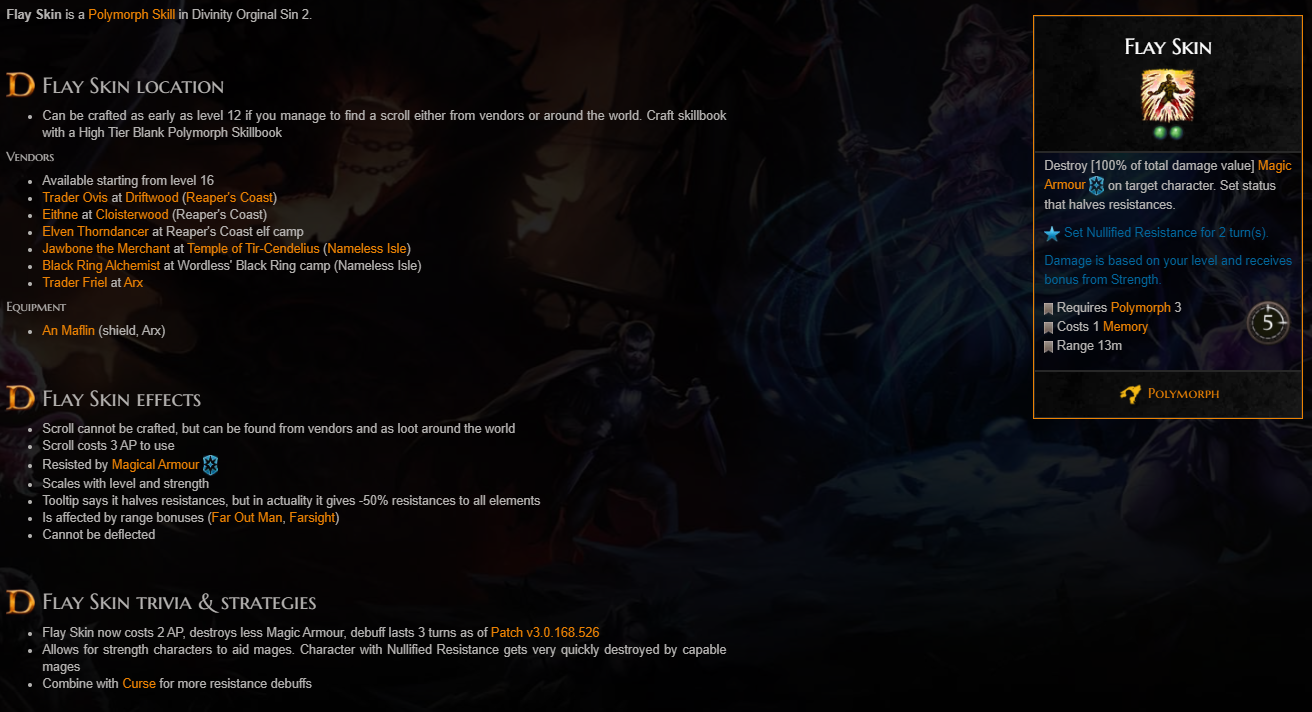 Flay Skin is a Polymorph Skill in Divinity Orginal Sin 2.
FLAY SKIN LOCATION
Can be crafted as early as level 12 if you manage to find a scroll either from vendors or around the world. Craft skillbook
with a High Tier Blank Polymorph Skillbook
VENDORS
Available starting from level 16
Trader Ovis at Driftwood (Reaper's Coast)
Eithne at Cloisterwood (Reaper's Coast)
Elven Thorndancer at Reaper's Coast elf camp
Jawbone the Merchant at Temple of Tir-Cendelius (Nameless Isle)
Black Ring Alchemist at Wordless' Black Ring camp (Nameless Isle)
Trader Friel at Arx
EQUIPMENT
An Maflin (shield, Arx)
FLAY SKIN EFFECTS
Scroll cannot be crafted, but can be found from vendors and as loot around the world
Scroll costs 3 AP to use
Resisted by Magical Armour
Scales with level and strength
Tooltip says it halves resistances, but in actuality it gives -50% resistances to all elements
Is affected by range bonuses (Far Out Man, Farsight)
Cannot be deflected
FLAY SKIN TRIVIA & STRATEGIES
Flay Skin now costs 2 AP, destroys less Magic Armour, debuff lasts 3 turns as of Patch v3.0.168.526
Allows for strength characters to aid mages. Character with Nullified Resistance gets very quickly destroyed by capable
mages
Combine with Curse for more resistance debuffs
FLAY SKIN
Destroy [100% of total damage value] Magic
Armour on target character. Set status
that halves resistances.
Set Nullified Resistance for 2 turn(s).
Damage is based on your level and receives
bonus from Strength.
Requires Polymorph 3
Costs 1 Memory
Range 13m
5
POLYMORPH